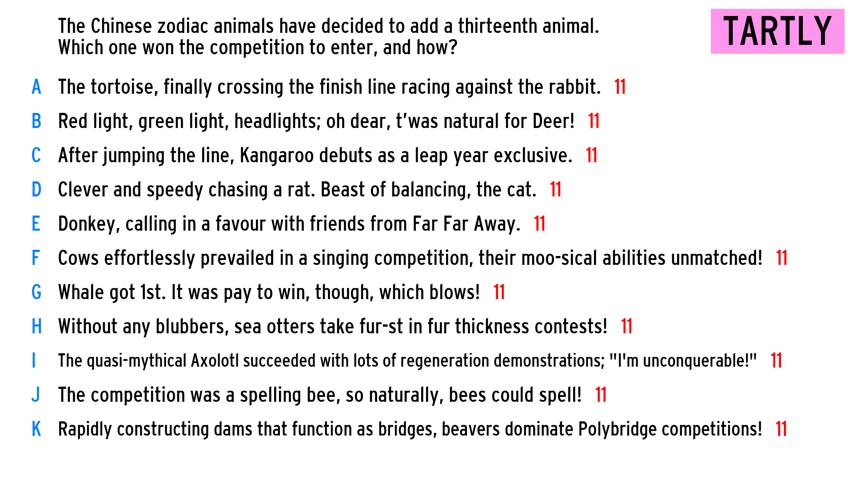 The Chinese zodiac animals have decided to add a thirteenth animal.
Which one won the competition to enter, and how?
TARTLY
A The tortoise, finally crossing the finish line racing against the rabbit. 11
B Red light, green light, headlights; oh dear, t'was natural for Deer! 11
C After jumping the line, Kangaroo debuts as a leap year exclusive. 11
D Clever and speedy chasing a rat. Beast of balancing, the cat. 11
E Donkey, calling in a favour with friends from Far Far Away. 11
F Cows effortlessly prevailed in a singing competition, their moo-sical abilities unmatched! 11
G Whale got 1st. It was pay to win, though, which blows! 11
H Without any blubbers, sea otters take fur-st in fur thickness contests! 11
I The quasi-mythical Axolotl succeeded with lots of regeneration demonstrations; "I'm unconquerable!" 11
J The competition was a spelling bee, so naturally, bees could spell! 11
K Rapidly constructing dams that function as bridges, beavers dominate Polybridge competitions! 11